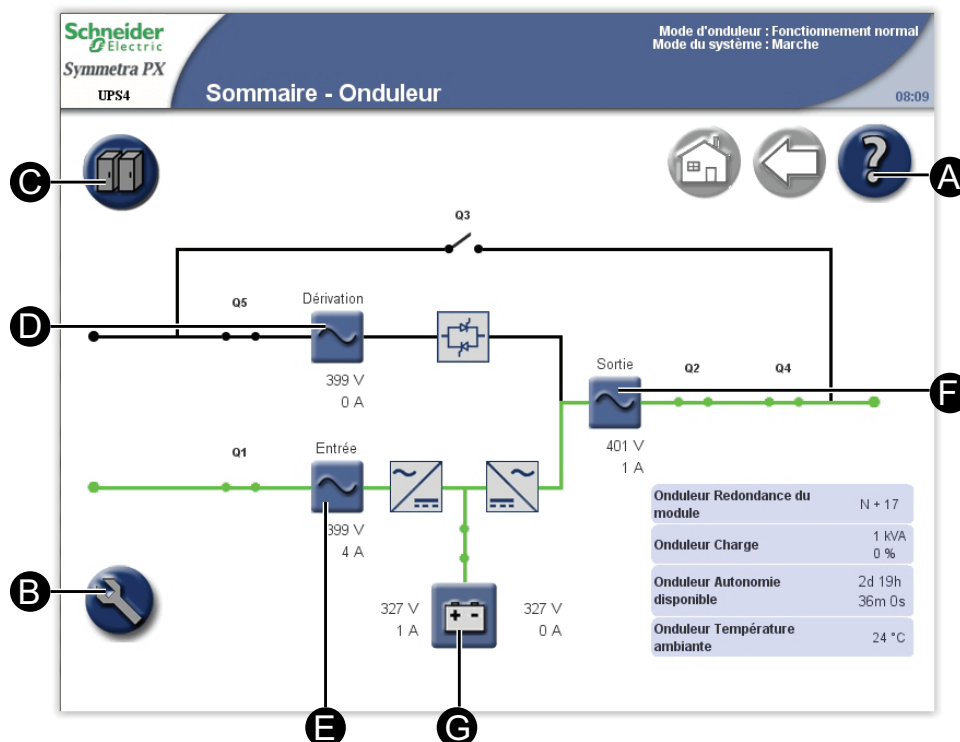 Schneider
Electric
Symmetra PX
UPS4
Sommaire - Onduleur
Mode d'onduleur : Fonctionnement normal
Mode du système : Marche
08:09
C
A
Q3
Q5
Dérivation
D
399 V
0 A
Sortie
Q2
Q4
F
401 V
1 A
Q1
Entrée
399 V
4 A
Onduleur Redondance du
module
N + 17
Onduleur Charge
1 kVA
0 %
Onduleur Autonomie
disponible
2d 19h
36m 0s
Onduleur Température
ambiante
24 °C
B
327 V
1 A
+ -
327 V
0 A
E
G